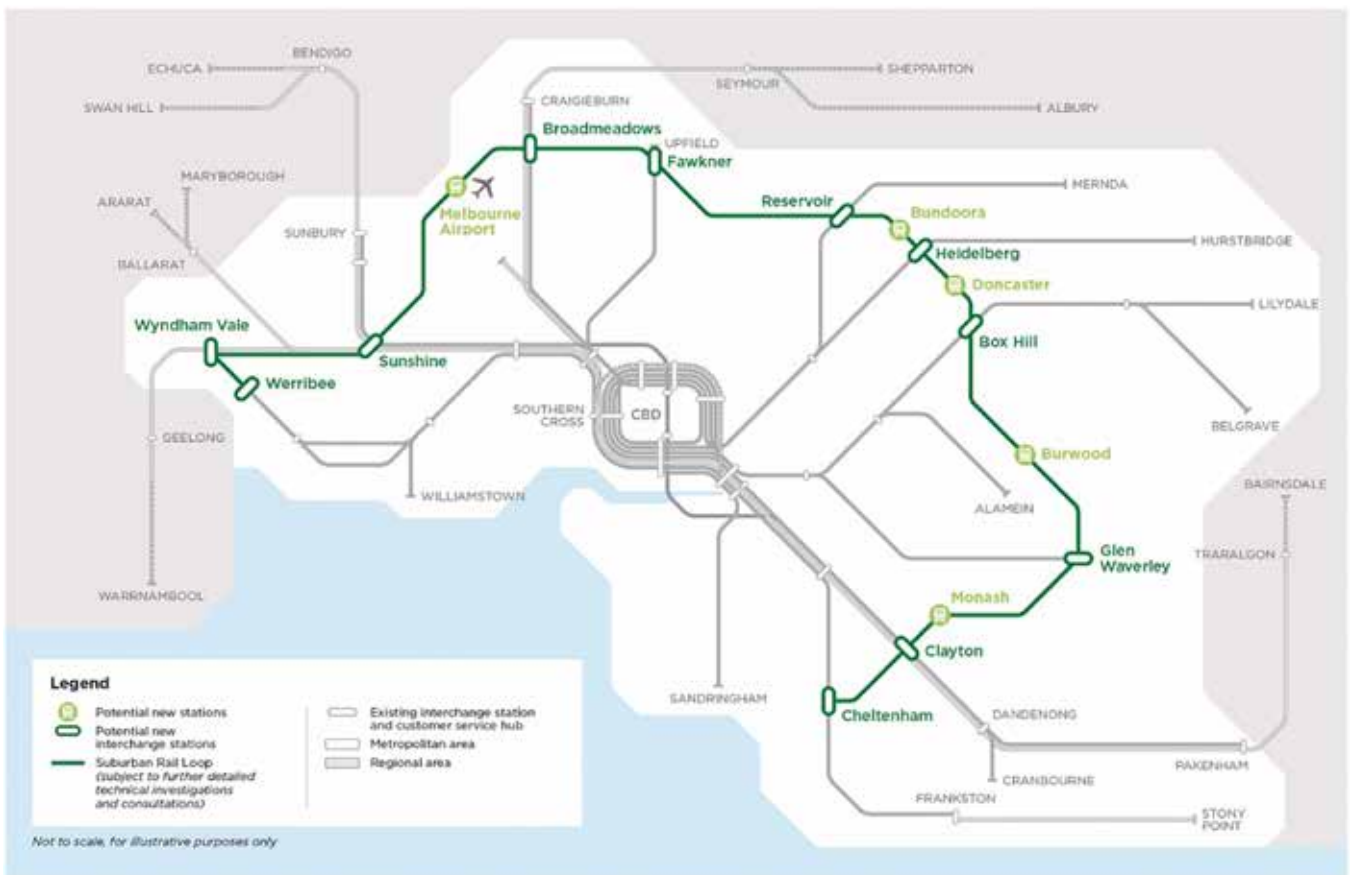 BENDIGO
ECHUCA
SWAN HILL
SEYMOUR
SHEPPARTON
ALBURY
CRAIGIEBURN
Broadmeadows
UPFIELD
Fawkner
MARYBOROUGH
ARARAT
BALLARAT
SUNBURY
Melbourne
Airport
Reservoir
MERNDA
Bundoora
HURSTBRIDGE
Heidelberg
Doncaster
LILYDALE
Box Hill
Wyndham Vale
Sunshine
Werribee
SOUTHERN
CROSS
CBD
BELGRAVE
GEELONG
Burwood
WILLIAMSTOWN
ALAMEIN
BAIRNSDALE
Glen
Waverley
TRARALGON
WARRNAMBOOL
Monash
Clayton
SANDRINGHAM
Cheltenham
DANDENONG
PAKENHAM
CRANBOURNE
FRANKSTON
STONY
POINT
Legend
Potential new stations
Potential new
interchange stations
Suburban Rail Loop
(subject to further detailed
technical investigations
and consultations)
Existing interchange station
and customer service hub
Metropolitan area
Regional area
Not to scale, for illustrative purposes only